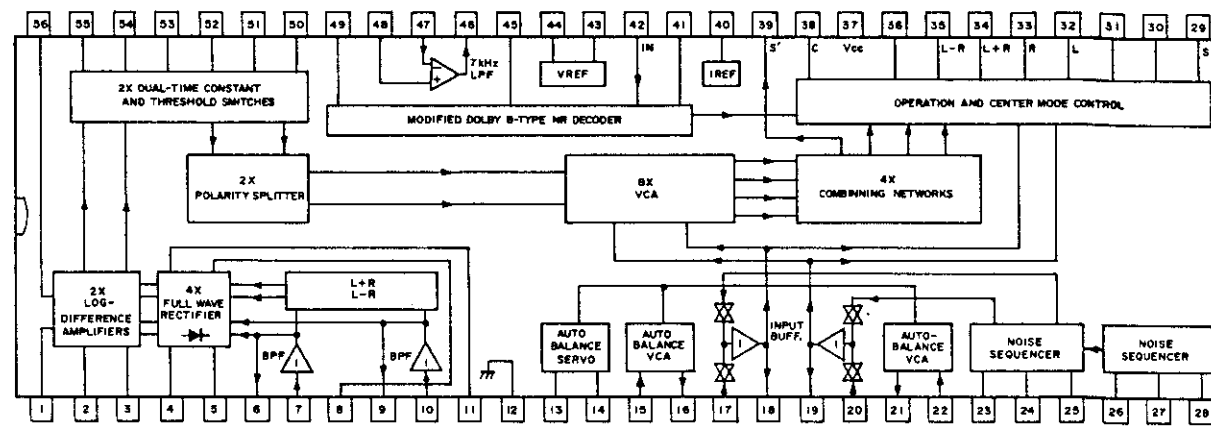 56 55 54 53 52 51 50 49 48 47 46 45 44 43 42 41 40 39 38 37 36 35 34 33 32 31 30 29
IN S' C Vcc L-R L+R R L S
7kHz
LPF
VREF
IREF
2X DUAL-TIME CONSTANT
AND THRESHOLD SWITCHES
MODIFIED DOLBY B-TYPE NR DECODER
OPERATION AND CENTER MODE CONTROL
2X
POLARITY SPLITTER
8X
VCA
4X
COMBINNING NETWORKS
2X
LOG-
DIFFERENCE
AMPLIFIERS
4X
FULL WAVE
RECTIFIER
L+R
L-R
BPF
1
BPF
1
AUTO
BALANCE
SERVO
AUTO
BALANCE
VCA
1
INPUT
BUFF.
1
AUTO-
BALANCE
VCA
NOISE
SEQUENCER
NOISE
SEQUENCER
1 2 3 4 5 6 7 8 9 10 11 12 13 14 15 16 17 18 19 20 21 22 23 24 25 26 27 28